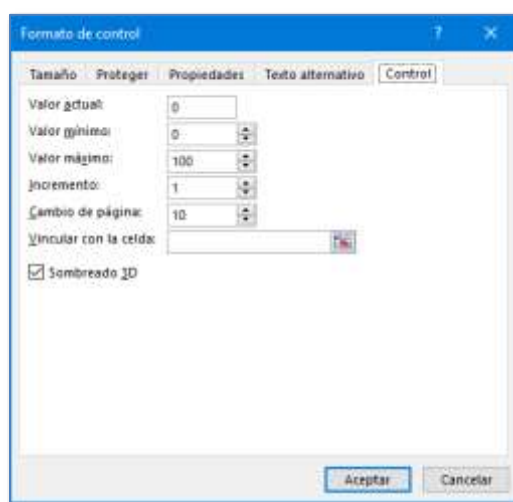 Formato de control ? ×
Tamaño Proteger Propiedades Texto alternativo Control
Valor actual: 0
Valor mínimo: 0
Valor máximo: 100
Incremento: 1
Cambio de página: 10
Vincular con la celda:
Sombreado 3D
Aceptar Cancelar